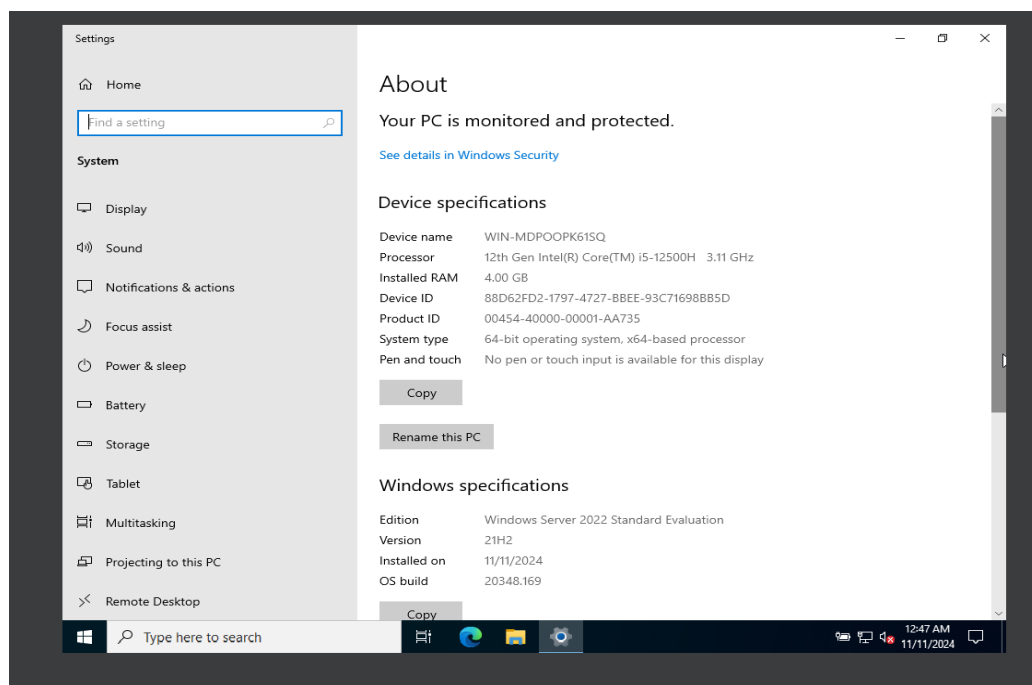 Settings
Home
Find a setting
System
Display
Sound
Notifications & actions
Focus assist
Power & sleep
Battery
Storage
Tablet
Multitasking
Projecting to this PC
Remote Desktop
About
Your PC is monitored and protected.
See details in Windows Security
Device specifications
Device name WIN-MDPOOPK61SQ
Processor 12th Gen Intel(R) Core(TM) i5-12500H 3.11 GHz
Installed RAM 4.00 GB
Device ID 88D62FD2-1797-4727-BBEE-93C71698BB5D
Product ID 00454-40000-00001-AA735
System type 64-bit operating system, x64-based processor
Pen and touch No pen or touch input is available for this display
Copy
Rename this PC
Windows specifications
Edition Windows Server 2022 Standard Evaluation
Version 21H2
Installed on 11/11/2024
OS build 20348.169
Copy
Type here to search
12:47 AM
11/11/2024